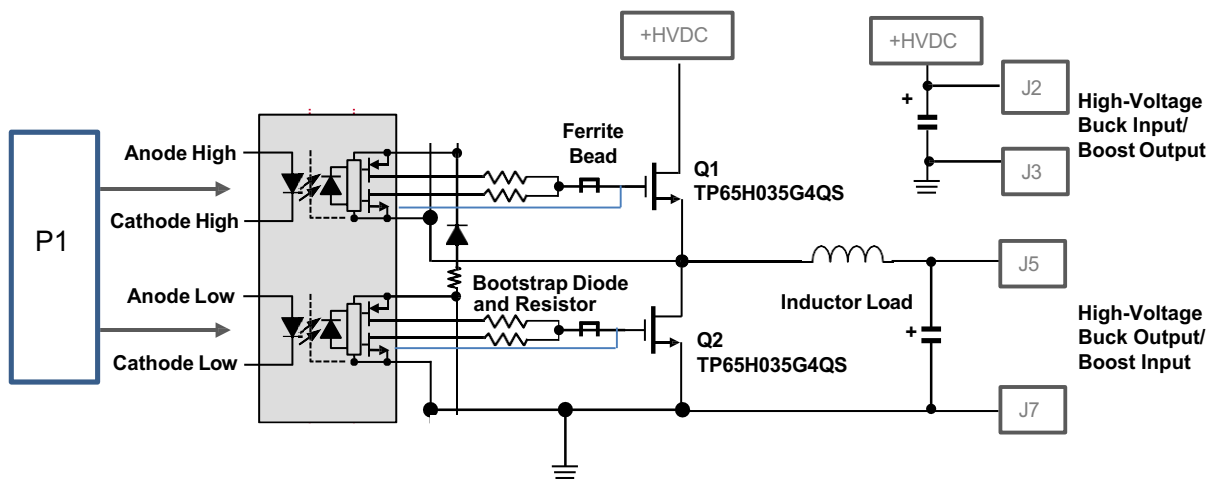 +HVDC
+HVDC
J2
High-Voltage
Buck Input/
Boost Output
J3
P1
Anode High
Cathode High
Ferrite
Bead
Q1
TP65H035G4QS
Anode Low
Cathode Low
Bootstrap Diode
and Resistor
Q2
TP65H035G4QS
Inductor Load
J5
High-Voltage
Buck Output/
Boost Input
J7
+
+